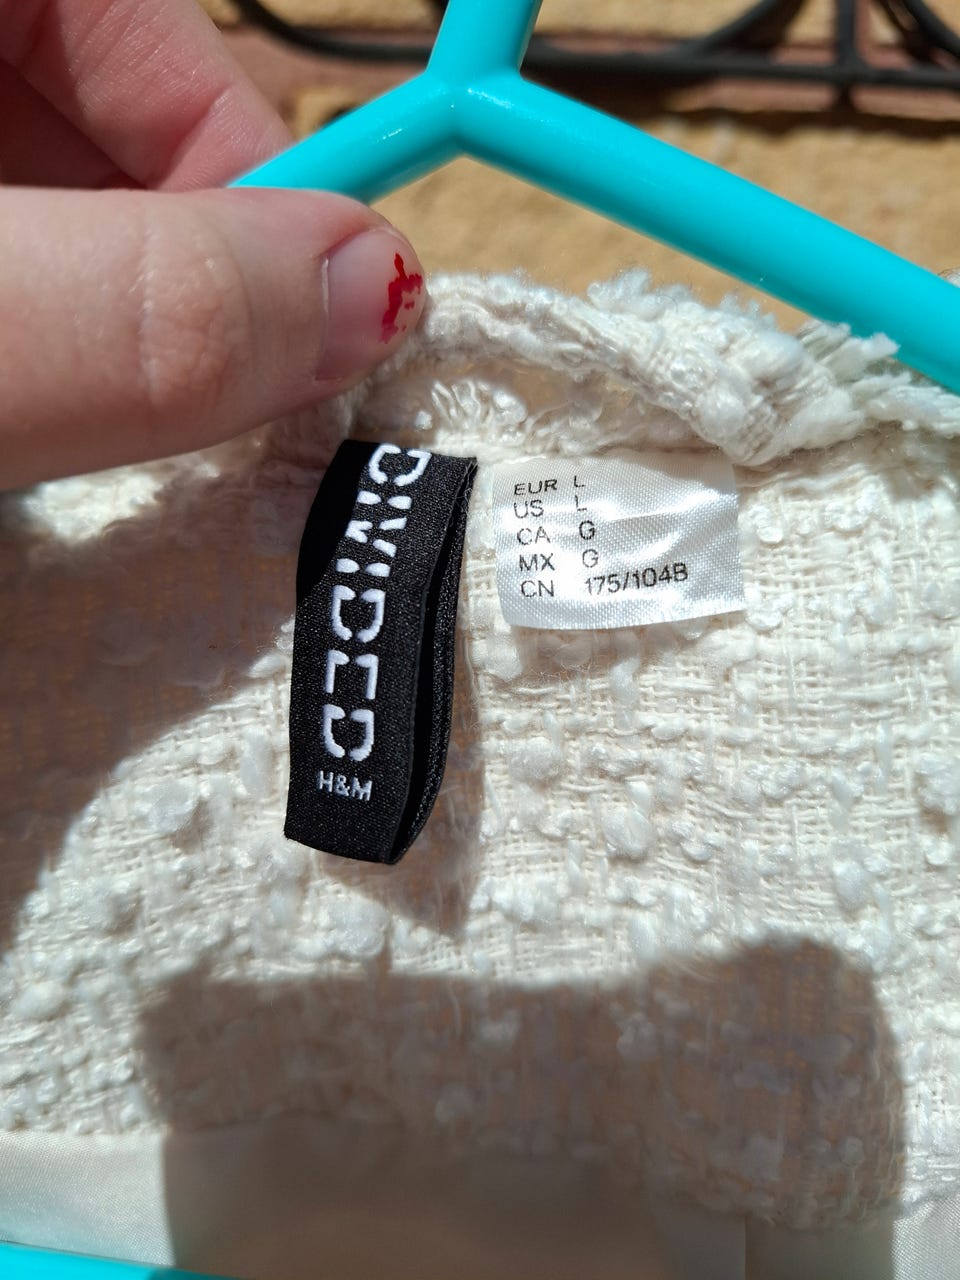 DIVIDED
H&M
EUR L
US L
CA G
MX G
CN 175/104B